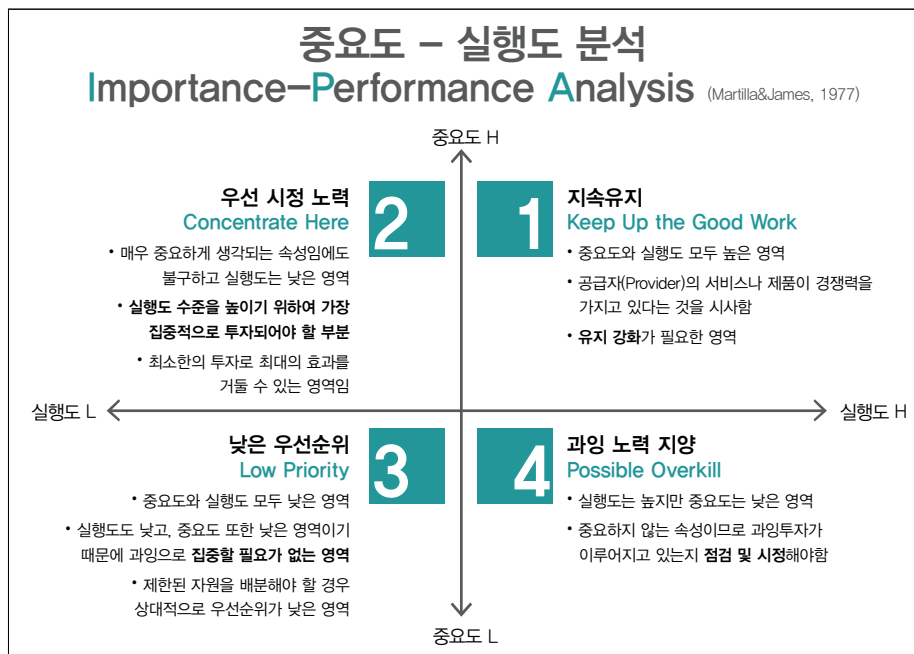 중요도 – 실행도 분석
Importance–Performance Analysis (Martilla&James, 1977)
중요도 H
우선 시정 노력
Concentrate Here
2
• 매우 중요하게 생각되는 속성임에도
불구하고 실행도는 낮은 영역
• 실행도 수준을 높이기 위하여 가장
집중적으로 투자되어야 할 부분
• 최소한의 투자로 최대의 효과를
거둘 수 있는 영역임
1
지속유지
Keep Up the Good Work
• 중요도와 실행도 모두 높은 영역
• 공급자(Provider)의 서비스나 제품이 경쟁력을
가지고 있다는 것을 시사함
• 유지 강화가 필요한 영역
실행도 L
실행도 H
낮은 우선순위
Low Priority
3
• 중요도와 실행도 모두 낮은 영역
• 실행도도 낮고, 중요도 또한 낮은 영역이기
때문에 과잉으로 집중할 필요가 없는 영역
• 제한된 자원을 배분해야 할 경우
상대적으로 우선순위가 낮은 영역
4
과잉 노력 지양
Possible Overkill
• 실행도는 높지만 중요도는 낮은 영역
• 중요하지 않는 속성이므로 과잉투자가
이루어지고 있는지 점검 및 시정해야함
중요도 L